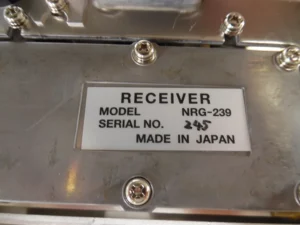 RECEIVER
MODEL NRG-239
SERIAL NO. 245
MADE IN JAPAN